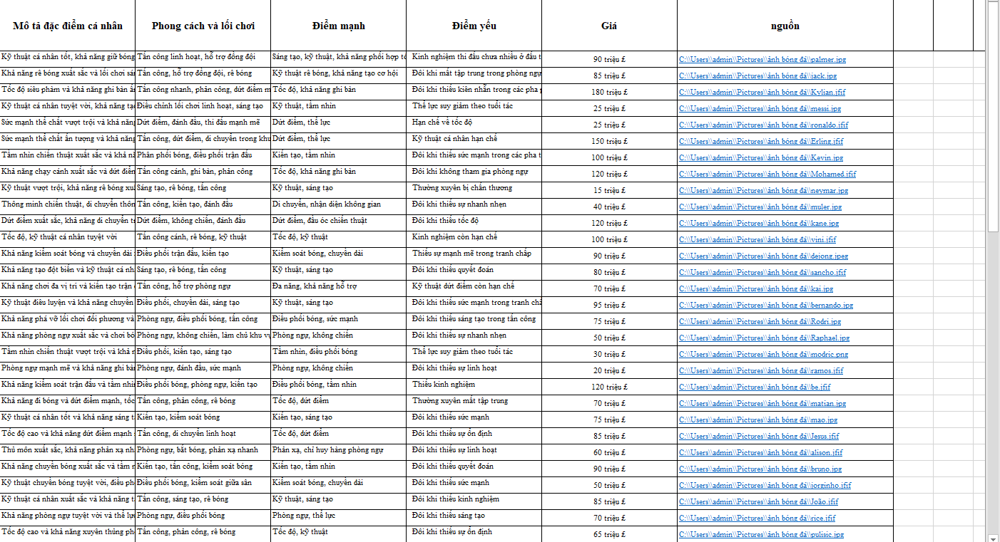 Mô tả đặc điểm cá nhân Phong cách và lối chơi Điểm mạnh Điểm yếu Giá nguồn
Kỹ thuật cá nhân tốt, khả năng giữ bóng Tấn công linh hoạt, hỗ trợ đồng đội Sáng tạo, kỹ thuật, khả năng phối hợp Kinh nghiệm thi đấu chưa nhiều ở đấu 90 triệu £ C:\\Users\\admin\\Pictures\\ảnh bóng đá\\palmer.jpg
Khả năng rê bóng xuất sắc và lối chơi Tấn công, hỗ trợ đồng đội, rê bóng Kỹ thuật rê bóng, khả năng tạo cơ hội Đôi khi mất tập trung trong phòng ngự 85 triệu £ C:\\Users\\admin\\Pictures\\ảnh bóng đá\\jack.jpg
Tốc độ siêu phàm và khả năng ghi bàn Tấn công nhanh, phản công, dứt điểm Tốc độ, khả năng ghi bàn Đôi khi thiếu kiên nhẫn trong các pha 180 triệu £ C:\\Users\\admin\\Pictures\\ảnh bóng đá\\Kylian.jfif
Kỹ thuật cá nhân tuyệt vời, khả năng Điều chỉnh lối chơi linh hoạt, sáng tạo Kỹ thuật, tầm nhìn Thể lực suy giảm theo tuổi tác 25 triệu £ C:\\Users\\admin\\Pictures\\ảnh bóng đá\\messi.jpg
Sức mạnh thể chất vượt trội và khả năng Dứt điểm, đánh đầu, thi đấu mạnh mẽ Dứt điểm, thể lực Hạn chế về tốc độ 25 triệu £ C:\\Users\\admin\\Pictures\\ảnh bóng đá\\ronaldo.jfif
Sức mạnh thể chất ấn tượng và khả năng Tấn công, dứt điểm, di chuyển trong khu Dứt điểm, thể lực Kỹ thuật cá nhân hạn chế 150 triệu £ C:\\Users\\admin\\Pictures\\ảnh bóng đá\\Erling.jfif
Tầm nhìn chiến thuật xuất sắc và khả Phân phối bóng, điều phối trận đấu Kiến tạo, tầm nhìn Đôi khi thiếu sức mạnh trong các pha 100 triệu £ C:\\Users\\admin\\Pictures\\ảnh bóng đá\\Kevin.jpg
Khả năng chạy cánh xuất sắc và dứt điểm Tấn công cánh, ghi bàn, phản công Tốc độ, khả năng ghi bàn Đôi khi không tham gia phòng ngự 120 triệu £ C:\\Users\\admin\\Pictures\\ảnh bóng đá\\Mohamed.jfif
Kỹ thuật vượt trội, khả năng rê bóng Sáng tạo, rê bóng, tấn công Kỹ thuật, sáng tạo Thường xuyên bị chấn thương 15 triệu £ C:\\Users\\admin\\Pictures\\ảnh bóng đá\\neymar.jpg
Thông minh chiến thuật, di chuyển Tấn công, kiến tạo, đánh đầu Di chuyển, nhận diện không gian Đôi khi thiếu sự nhanh nhẹn 40 triệu £ C:\\Users\\admin\\Pictures\\ảnh bóng đá\\muler.jpg
Dứt điểm xuất sắc, khả năng di chuyển Dứt điểm, không chiến, đánh đầu Dứt điểm, đầu óc chiến thuật Đôi khi thiếu tốc độ 120 triệu £ C:\\Users\\admin\\Pictures\\ảnh bóng đá\\kane.jpg
Tốc độ, kỹ thuật cá nhân tuyệt vời Tấn công cánh, rê bóng, kỹ thuật Tốc độ, kỹ thuật Kinh nghiệm còn hạn chế 100 triệu £ C:\\Users\\admin\\Pictures\\ảnh bóng đá\\vini.jfif
Khả năng kiểm soát bóng và chuyền dài Điều phối trận đấu, kiến tạo Kiểm soát bóng, chuyền dài Thiếu sự mạnh mẽ trong tranh chấp 90 triệu £ C:\\Users\\admin\\Pictures\\ảnh bóng đá\\dejong.jpeg
Khả năng tạo đột biến và kỹ thuật cá Sáng tạo, rê bóng, tấn công Kỹ thuật, sáng tạo Đôi khi thiếu quyết đoán 80 triệu £ C:\\Users\\admin\\Pictures\\ảnh bóng đá\\sancho.jfif
Khả năng chơi đa vị trí và kiến tạo trận Tấn công, hỗ trợ phòng ngự Đa năng, khả năng hỗ trợ Kỹ thuật dứt điểm còn hạn chế 70 triệu £ C:\\Users\\admin\\Pictures\\ảnh bóng đá\\kai.jpg
Kỹ thuật điêu luyện và khả năng chuyền Điều phối, chuyền dài, sáng tạo Kỹ thuật, sáng tạo Đôi khi thiếu sức mạnh trong tranh 95 triệu £ C:\\Users\\admin\\Pictures\\ảnh bóng đá\\bernando.jpg
Khả năng phá vỡ lối chơi đối phương và Phòng ngự, điều phối bóng, tấn công Điều phối bóng, sức mạnh Đôi khi thiếu sáng tạo trong tấn công 75 triệu £ C:\\Users\\admin\\Pictures\\ảnh bóng đá\\Rodri.jpg
Khả năng phòng ngự xuất sắc và chơi Phòng ngự, không chiến, làm chủ khu Phòng ngự, không chiến Đôi khi thiếu sự nhanh nhẹn 50 triệu £ C:\\Users\\admin\\Pictures\\ảnh bóng đá\\Raphael.jpg
Tầm nhìn chiến thuật vượt trội và khả Điều phối, kiến tạo, sáng tạo Tầm nhìn, điều phối bóng Thể lực suy giảm theo tuổi tác 30 triệu £ C:\\Users\\admin\\Pictures\\ảnh bóng đá\\modric.png
Phòng ngự mạnh mẽ và khả năng ghi Phòng ngự, đánh đầu, sức mạnh Phòng ngự, không chiến Đôi khi thiếu sự linh hoạt 20 triệu £ C:\\Users\\admin\\Pictures\\ảnh bóng đá\\ramos.jfif
Khả năng kiểm soát trận đấu và tầm Điều phối bóng, phòng ngự, kiến tạo Điều phối bóng, tầm nhìn Thiếu kinh nghiệm 120 triệu £ C:\\Users\\admin\\Pictures\\ảnh bóng đá\\be.jfif
Khả năng đi bóng và dứt điểm mạnh, tốc Tấn công, phản công, rê bóng Tốc độ, dứt điểm Thường xuyên mất tập trung 70 triệu £ C:\\Users\\admin\\Pictures\\ảnh bóng đá\\matian.jpg
Kỹ thuật cá nhân tốt và khả năng sáng Kiến tạo, kiểm soát bóng Kiến tạo, sáng tạo Đôi khi thiếu sức mạnh 75 triệu £ C:\\Users\\admin\\Pictures\\ảnh bóng đá\\mao.jpg
Tốc độ cao và khả năng dứt điểm mạnh Tấn công, di chuyển linh hoạt Tốc độ, dứt điểm Đôi khi thiếu sự ổn định 85 triệu £ C:\\Users\\admin\\Pictures\\ảnh bóng đá\\Jesus.jfif
Thủ môn xuất sắc, khả năng phản xạ Phòng ngự, bắt bóng, phản xạ nhanh Phản xạ, chỉ huy hàng phòng ngự Đôi khi thiếu sự linh hoạt 60 triệu £ C:\\Users\\admin\\Pictures\\ảnh bóng đá\\alison.jfif
Khả năng chuyền bóng xuất sắc và tầm Kiến tạo, tấn công, kiểm soát bóng Kiến tạo, tầm nhìn Đôi khi thiếu quyết đoán 90 triệu £ C:\\Users\\admin\\Pictures\\ảnh bóng đá\\bruno.jpg
Kỹ thuật chuyền bóng tuyệt vời, điều Điều phối bóng, kiểm soát giữa sân Kiểm soát bóng, chuyền dài Đôi khi thiếu sức mạnh 50 triệu £ C:\\Users\\admin\\Pictures\\ảnh bóng đá\\jorginho.jfif
Kỹ thuật cá nhân xuất sắc và khả năng Tấn công, sáng tạo, rê bóng Kỹ thuật, sáng tạo Đôi khi thiếu kinh nghiệm 85 triệu £ C:\\Users\\admin\\Pictures\\ảnh bóng đá\\João.jfif
Khả năng phòng ngự tuyệt vời và thể lực Phòng ngự, điều phối bóng Phòng ngự, thể lực Đôi khi thiếu sáng tạo 70 triệu £ C:\\Users\\admin\\Pictures\\ảnh bóng đá\\rice.jfif
Tốc độ cao và khả năng xuyên thủng Tấn công, phản công, rê bóng Tốc độ, kỹ thuật Đôi khi thiếu sự ổn định 65 triệu £ C:\\Users\\admin\\Pictures\\ảnh bóng đá\\pulisic.jpg